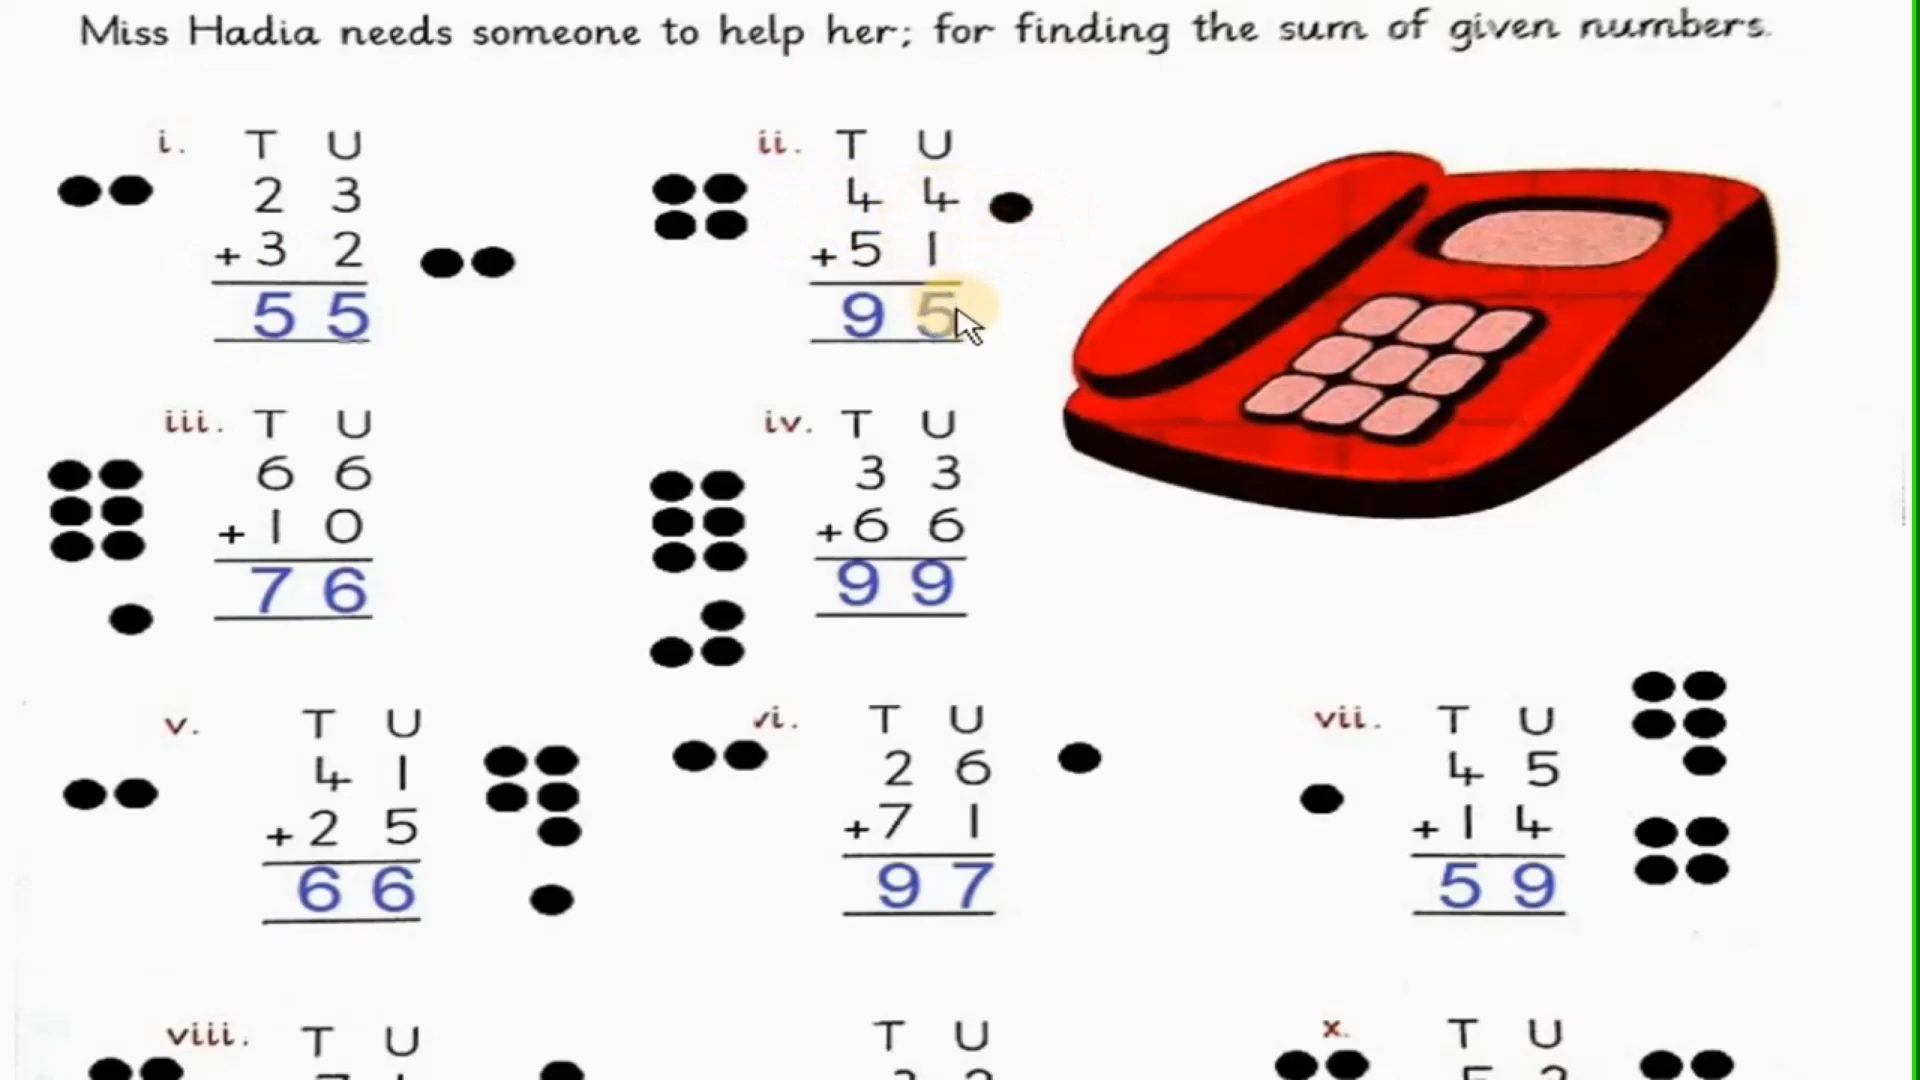 Miss Hadia needs someone to help her; for finding the sum of given numbers.
i. T U
2 3
+ 3 2
5 5
ii. T U
4 4
+ 5 1
9 5
iii. T U
6 6
+ 1 0
7 6
iv. T U
3 3
+ 6 6
9 9
v. T U
4 1
+ 2 5
6 6
vi. T U
2 6
+ 7 1
9 7
vii. T U
4 5
+ 1 4
5 9
viii. T U
T U
x. T U